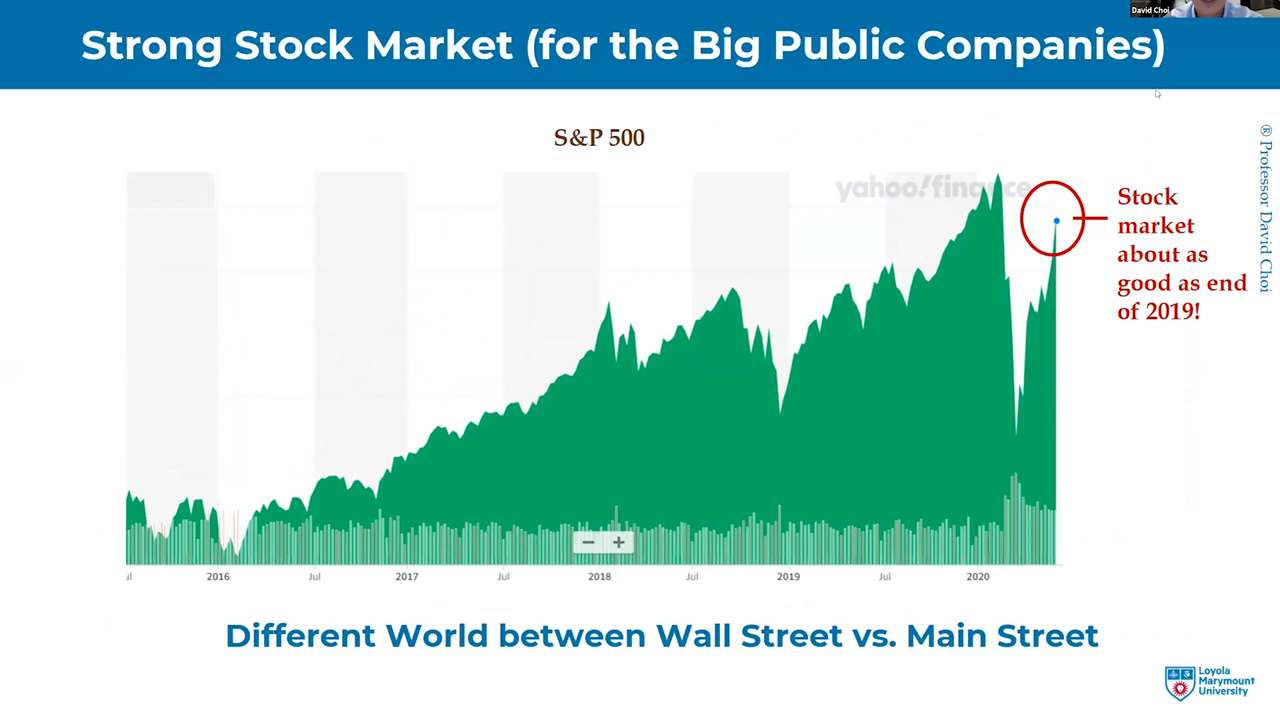 David Choi
Strong Stock Market (for the Big Public Companies)
S&P 500
yahoo!finance
Stock
market
about as
good as end
of 2019!
® Professor David Choi
− +
2016 Jul 2017 Jul 2018 Jul 2019 Jul 2020
Different World between Wall Street vs. Main Street
Loyola
Marymount
University